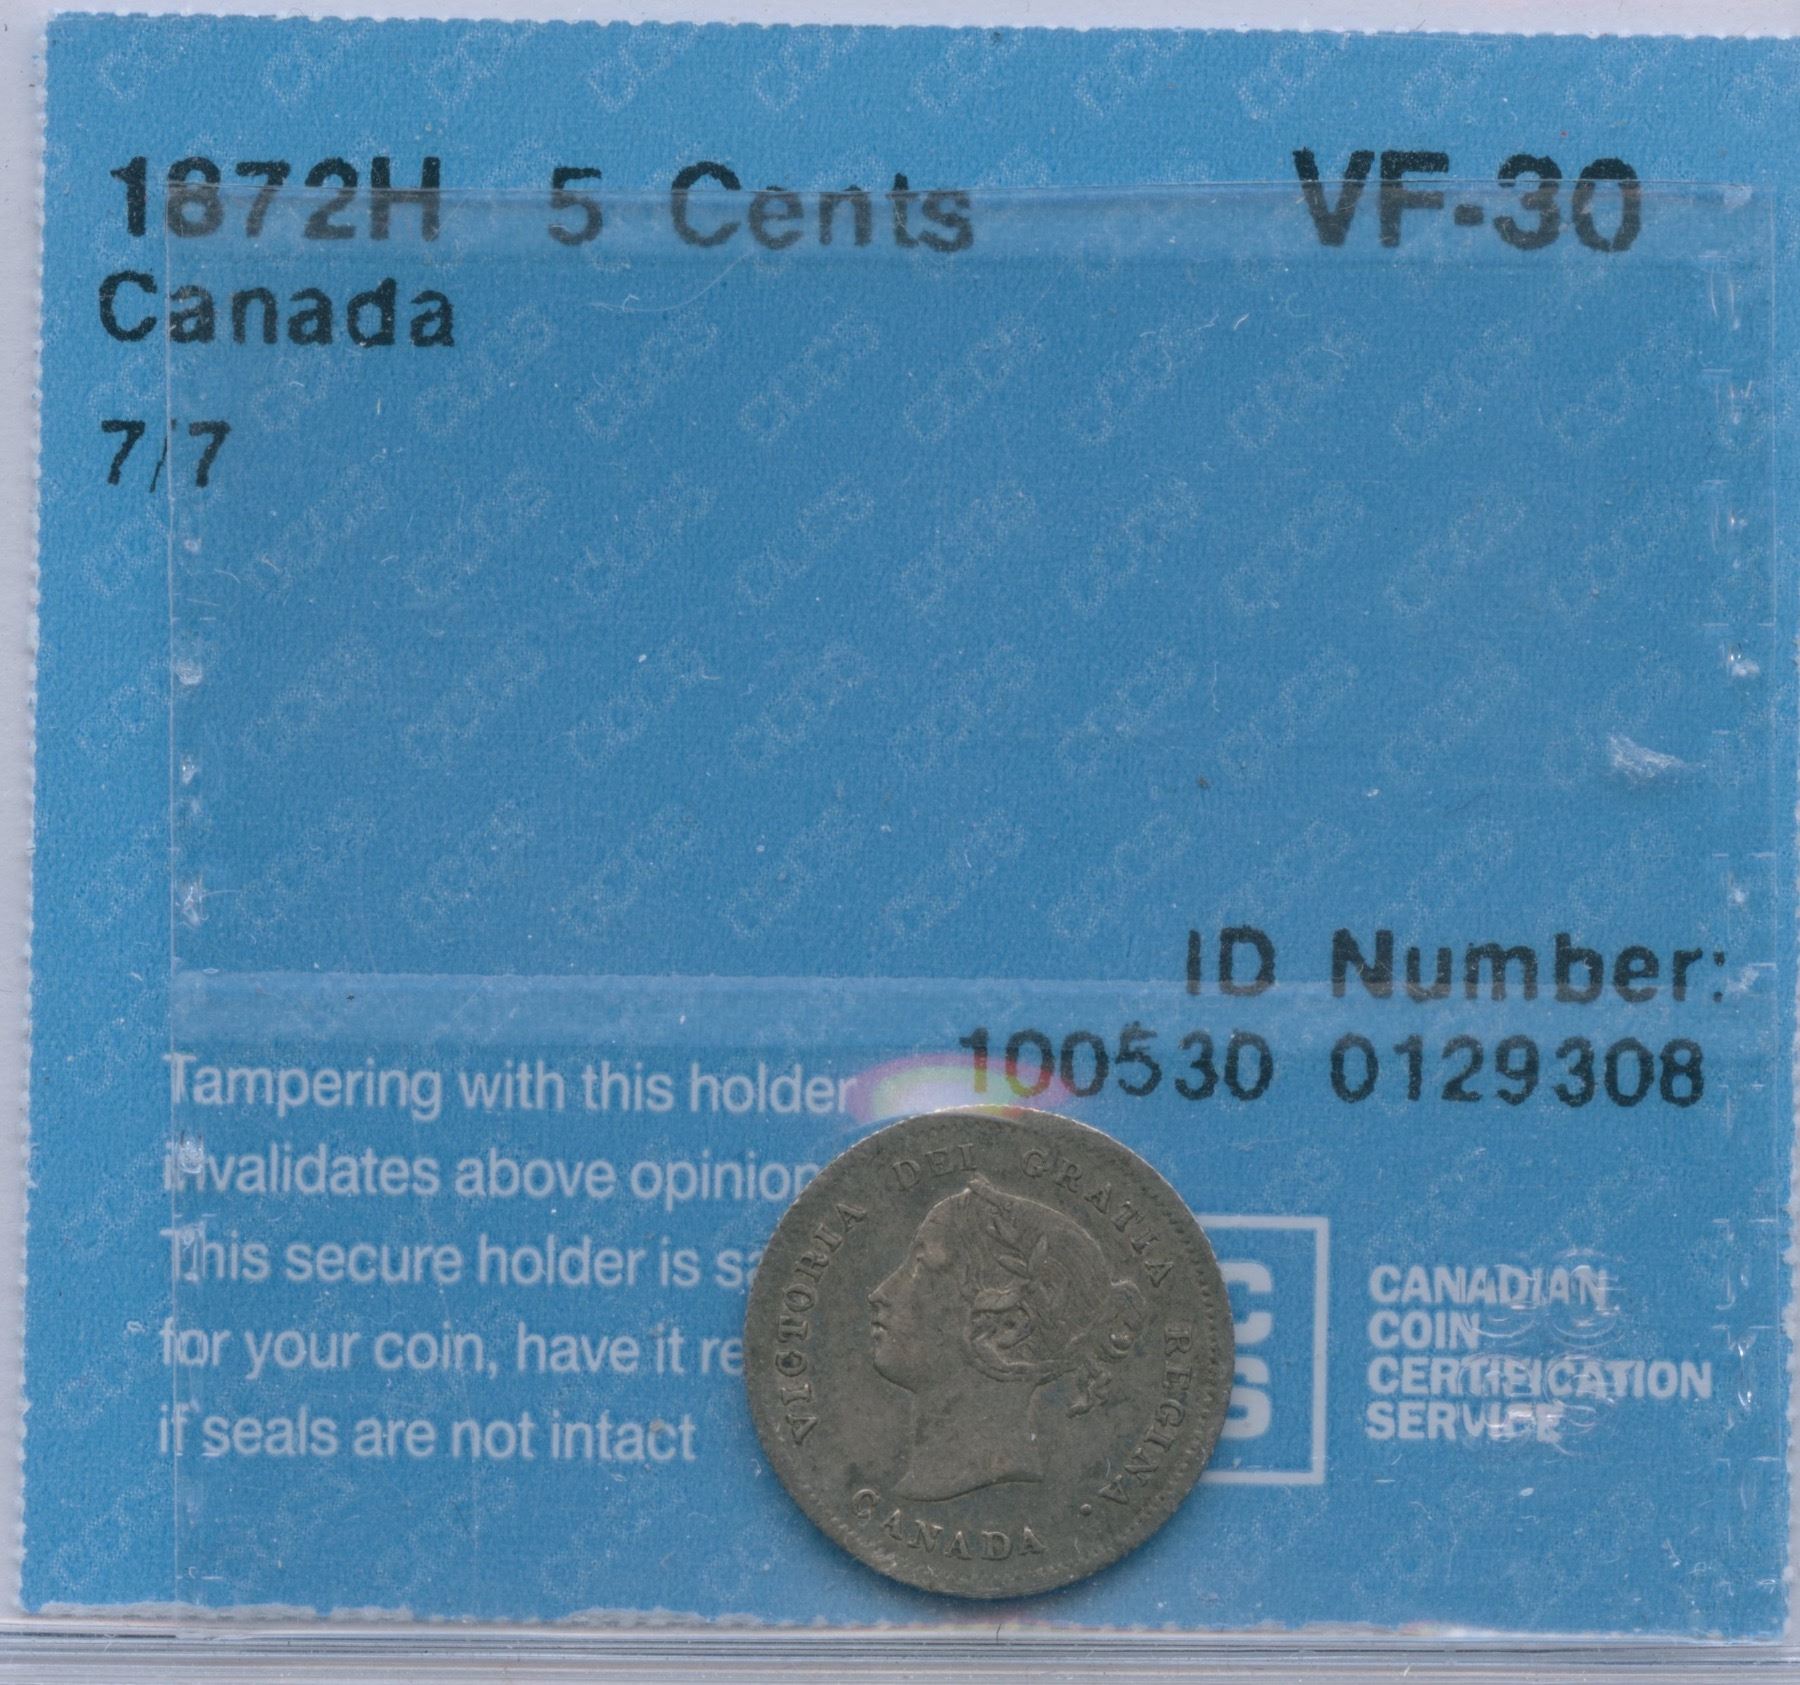 1872H 5 Cents VF-30
Canada
7/7
ID Number:
100530 0129308
Tampering with this holder
invalidates above opinion
This secure holder is
for your coin, have it
if seals are not intact
CANADIAN
COIN
CERTIFICATION
SERVICE
VICTORIA DEI GRATIA REGINA.
CANADA